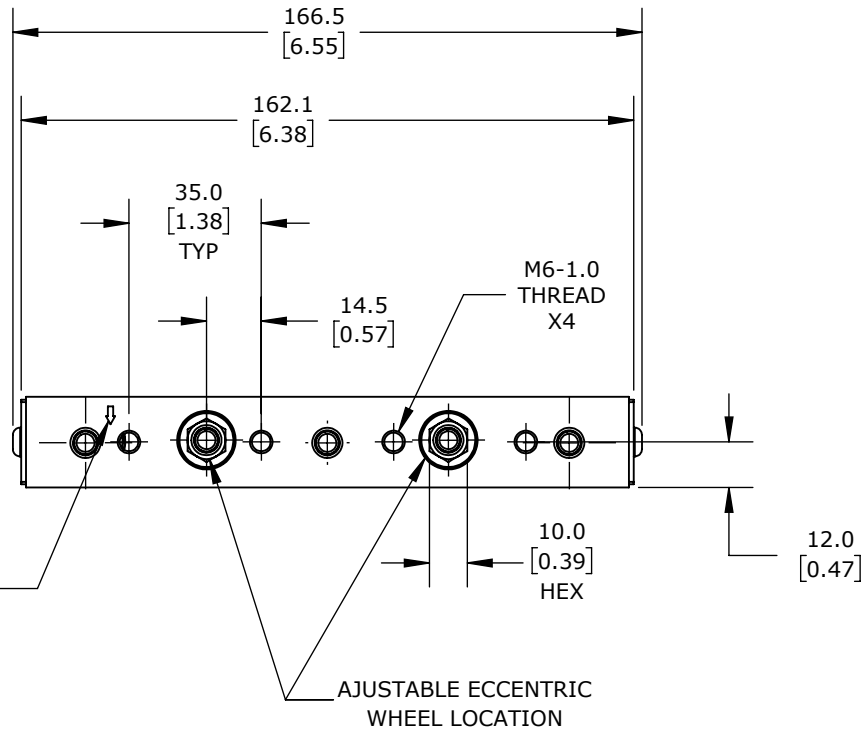 166.5
[6.55]
162.1
[6.38]
35.0
[1.38]
TYP
14.5
[0.57]
M6-1.0
THREAD
X4
10.0
[0.39]
HEX
12.0
[0.47]
AJUSTABLE ECCENTRIC
WHEEL LOCATION